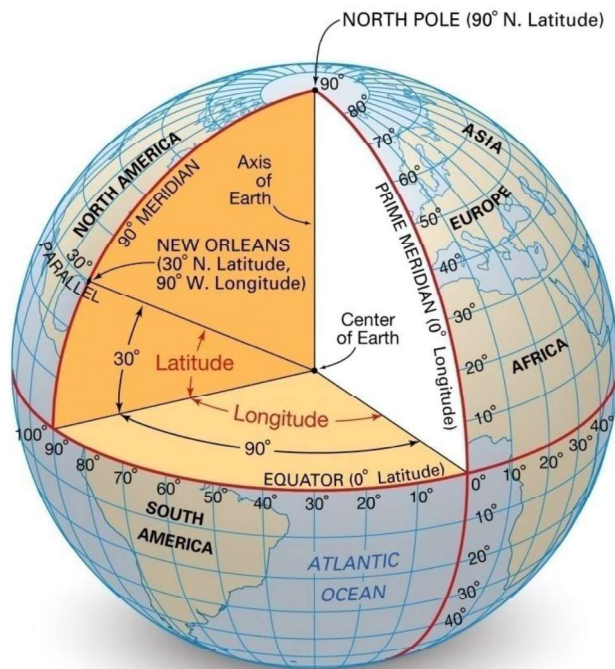 NORTH POLE (90° N. Latitude)
90°
80°
70°
60°
50°
40°
30°
20°
10°
ASIA
EUROPE
AFRICA
PRIME MERIDIAN (0° Longitude)
NORTH AMERICA
90° MERIDIAN
Axis
of
Earth
30°
PARALLEL
NEW ORLEANS
(30° N. Latitude,
90° W. Longitude)
Center
of Earth
30°
Latitude
Longitude
90°
EQUATOR (0° Latitude)
100°
90°
80°
70°
60°
50°
40°
30°
20°
10°
0°
10°
20°
30°
40°
10°
20°
30°
40°
SOUTH
AMERICA
ATLANTIC
OCEAN